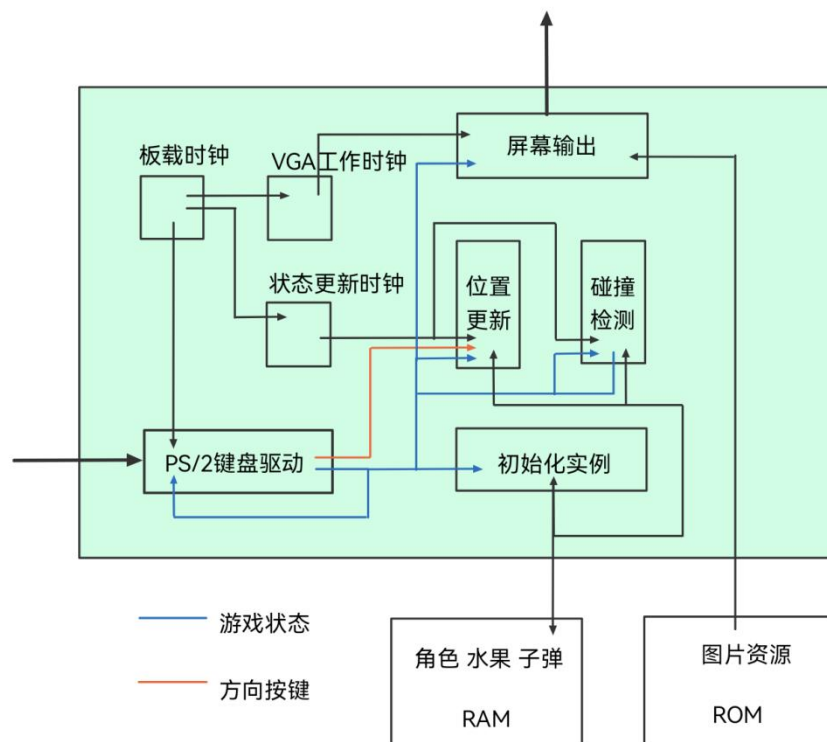 屏幕输出
板载时钟
VGA工作时钟
状态更新时钟
位置
更新
碰撞
检测
PS/2键盘驱动
初始化实例
游戏状态
方向按键
角色 水果 子弹
RAM
图片资源
ROM